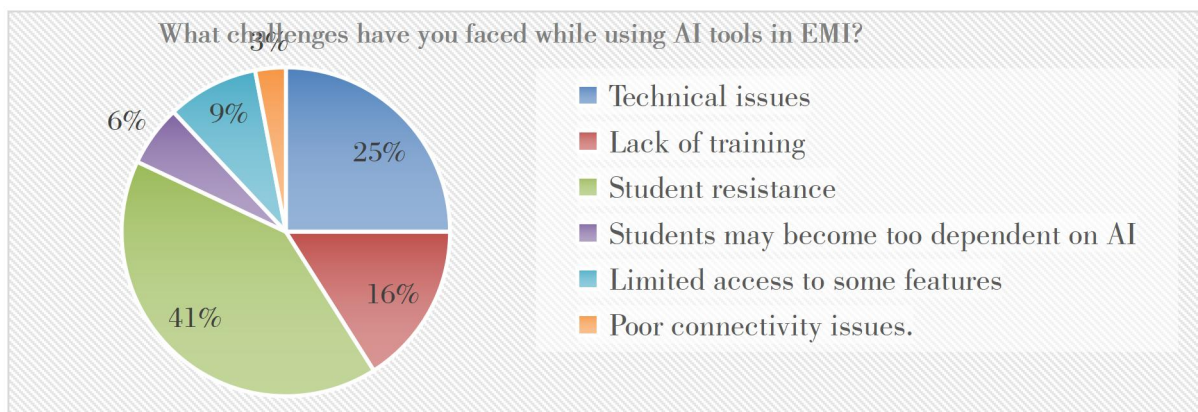 What challenges have you faced while using AI tools in EMI?
3%
9%
6%
25%
16%
41%
Technical issues
Lack of training
Student resistance
Students may become too dependent on AI
Limited access to some features
Poor connectivity issues.